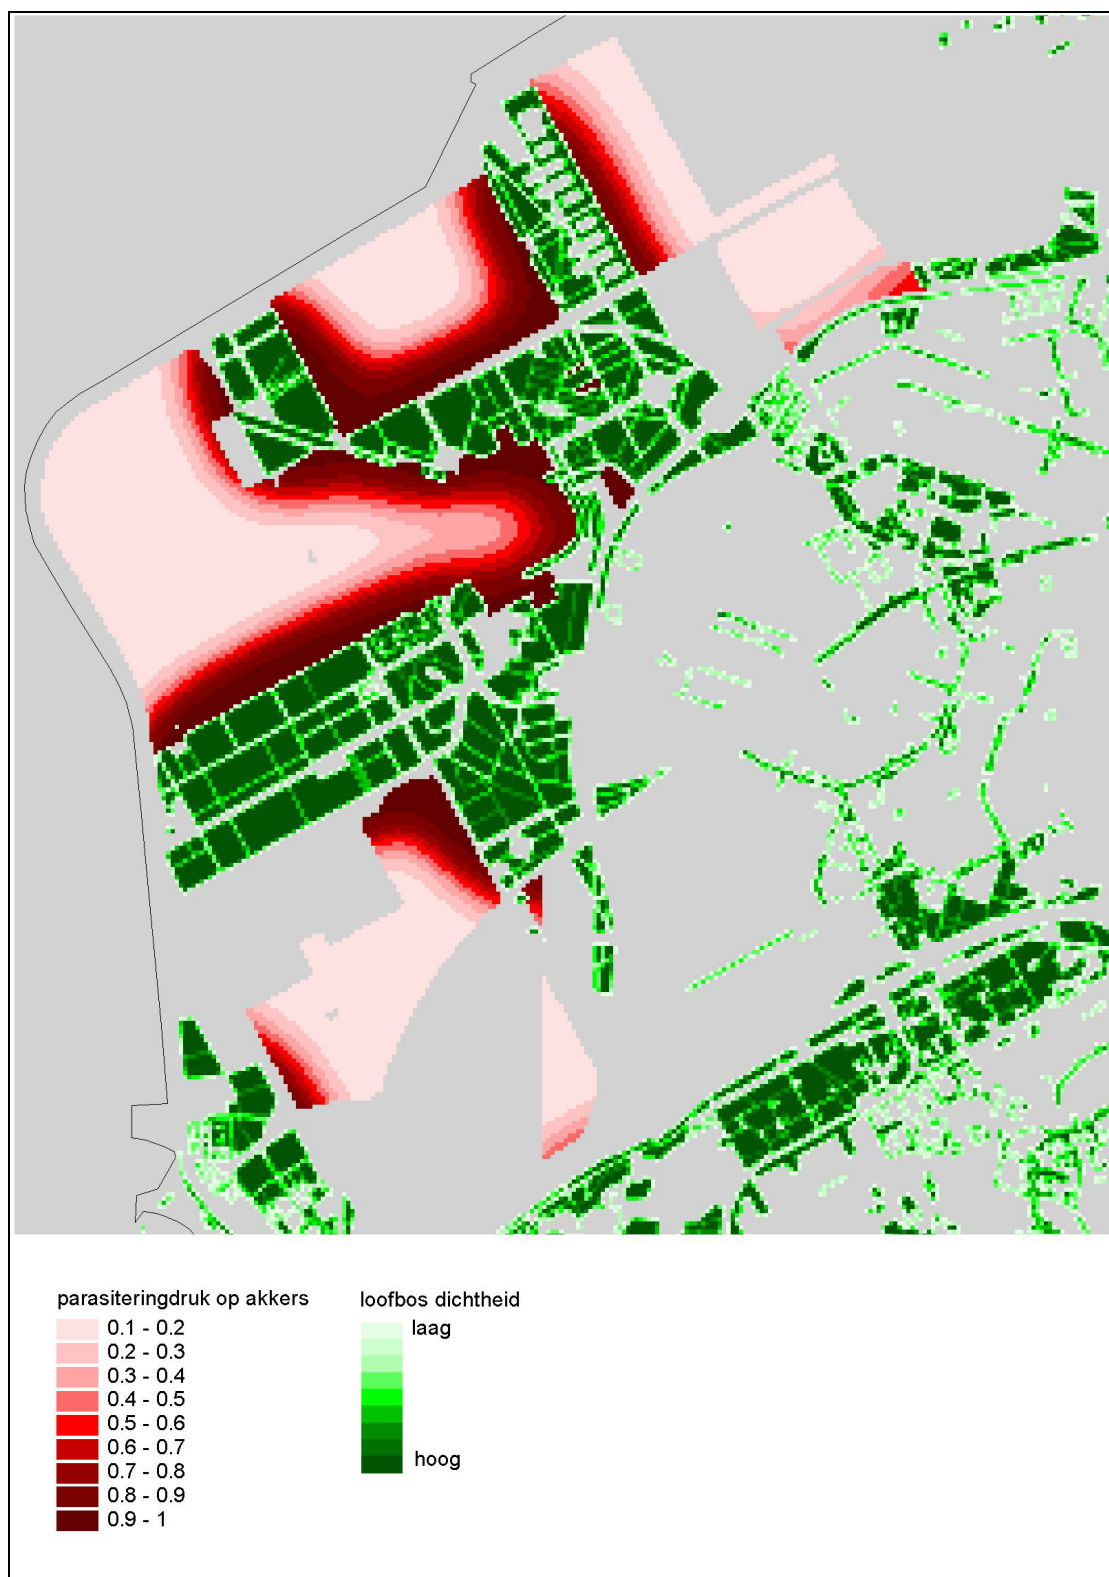 parasiteringdruk op akkers
0.1 - 0.2
0.2 - 0.3
0.3 - 0.4
0.4 - 0.5
0.5 - 0.6
0.6 - 0.7
0.7 - 0.8
0.8 - 0.9
0.9 - 1
loofbos dichtheid
laag
hoog